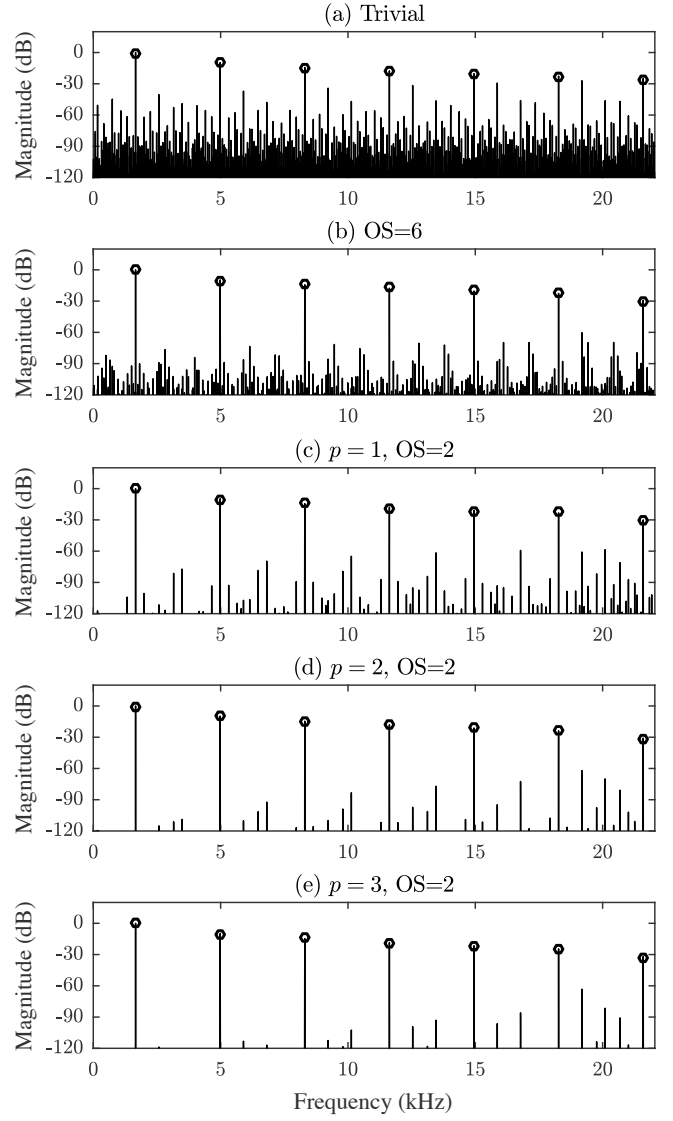 (a) Trivial
Magnitude (dB)
0
-30
-60
-90
-120
0 5 10 15 20
(b) OS=6
Magnitude (dB)
0
-30
-60
-90
-120
0 5 10 15 20
(c) p = 1, OS=2
Magnitude (dB)
0
-30
-60
-90
-120
0 5 10 15 20
(d) p = 2, OS=2
Magnitude (dB)
0
-30
-60
-90
-120
0 5 10 15 20
(e) p = 3, OS=2
Magnitude (dB)
0
-30
-60
-90
-120
0 5 10 15 20
Frequency (kHz)